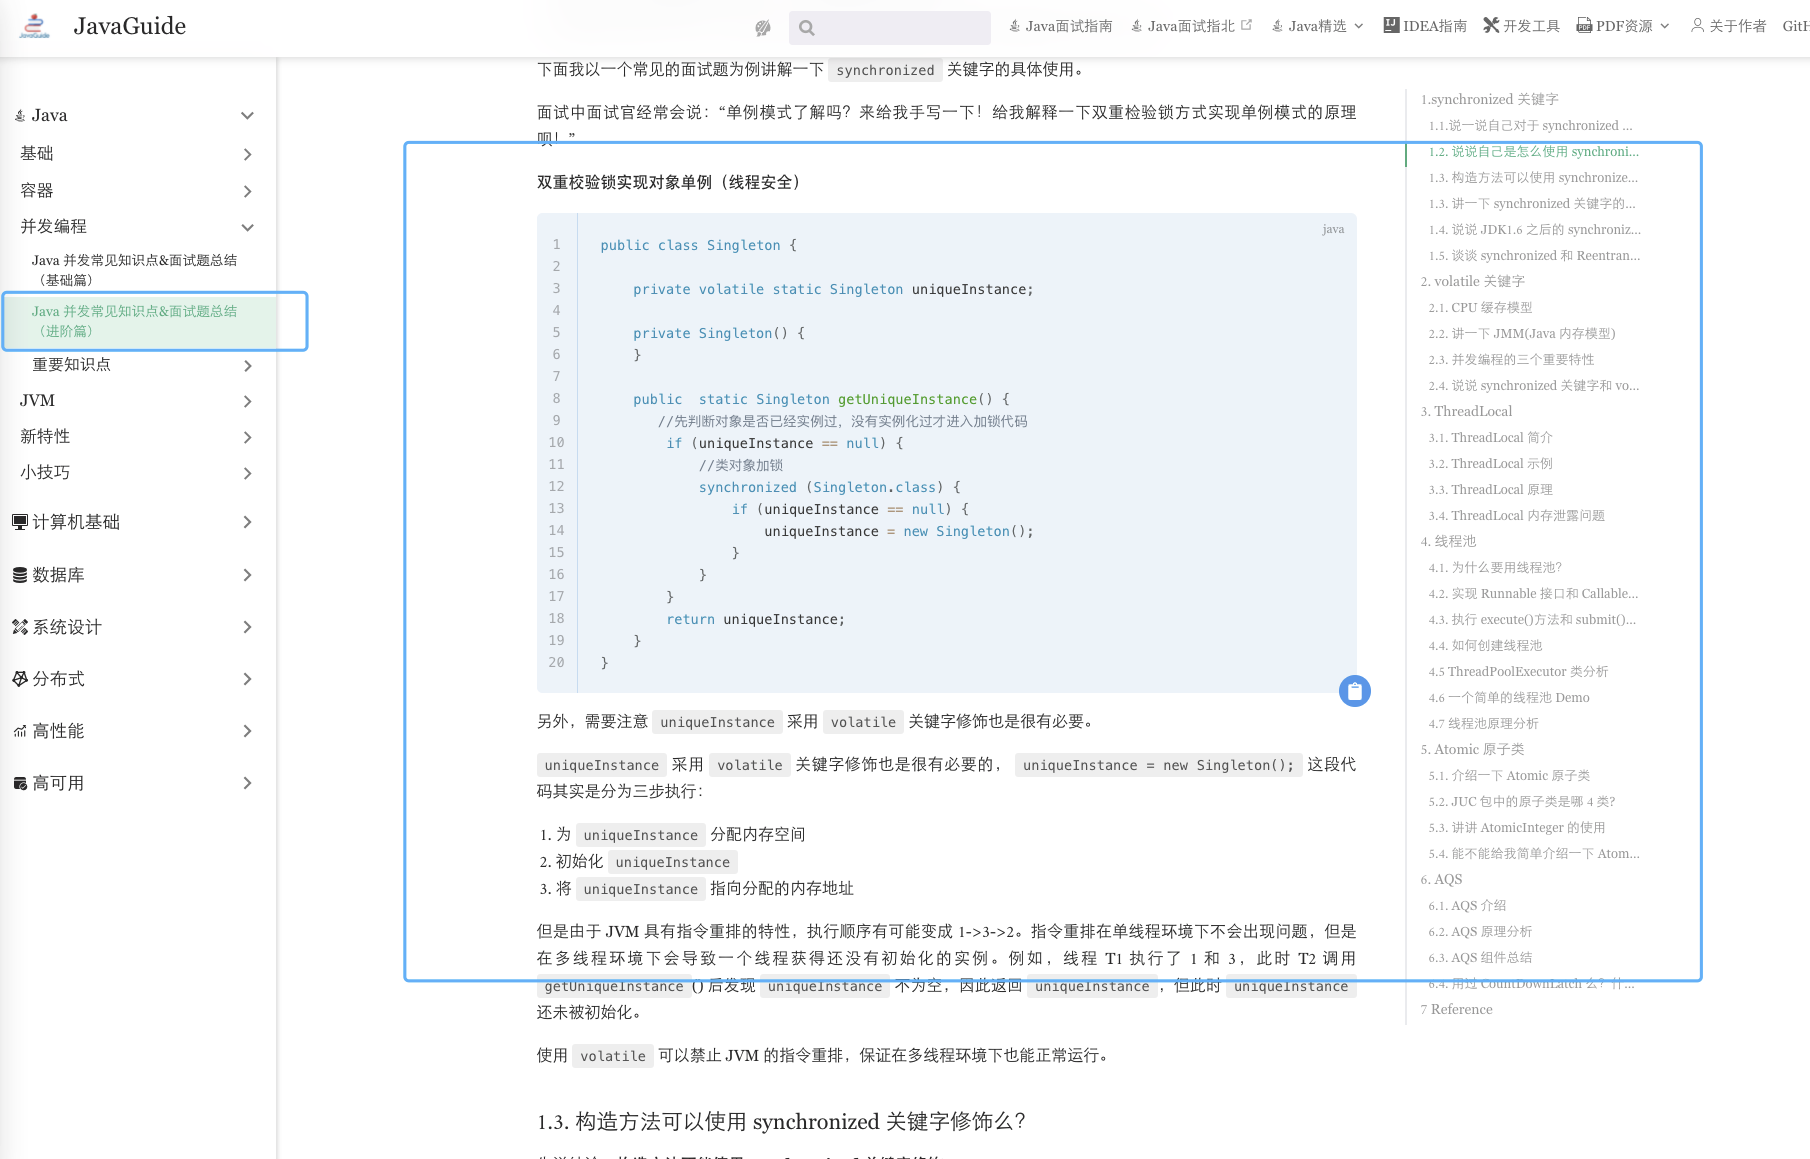 JavaGuide
Java面试指南
Java面试指北
Java精选
IDEA指南
开发工具
PDF资源
关于作者
Java
基础
容器
并发编程
Java 并发常见知识点&面试题总结
（基础篇）
Java 并发常见知识点&面试题总结
（进阶篇）
重要知识点
JVM
新特性
小技巧
计算机基础
数据库
系统设计
分布式
高性能
高可用
下面我以一个常见的面试题为例讲解一下 synchronized 关键字的具体使用。
面试中面试官经常会说：“单例模式了解吗？来给我手写一下！给我解释一下双重检验锁方式实现单例模式的原理
呗！”
双重校验锁实现对象单例（线程安全）
java
1 public class Singleton {
2
3 private volatile static Singleton uniqueInstance;
4
5 private Singleton() {
6 }
7
8 public  static Singleton getUniqueInstance() {
9 //先判断对象是否已经实例过，没有实例化过才进入加锁代码
10 if (uniqueInstance == null) {
11 //类对象加锁
12 synchronized (Singleton.class) {
13 if (uniqueInstance == null) {
14 uniqueInstance = new Singleton();
15 }
16 }
17 }
18 return uniqueInstance;
19 }
20 }
另外，需要注意 uniqueInstance 采用 volatile 关键字修饰也是很有必要。
uniqueInstance 采用 volatile 关键字修饰也是很有必要的， uniqueInstance = new Singleton(); 这段代
码其实是分为三步执行：
1. 为 uniqueInstance 分配内存空间
2. 初始化 uniqueInstance
3. 将 uniqueInstance 指向分配的内存地址
但是由于 JVM 具有指令重排的特性，执行顺序有可能变成 1->3->2。指令重排在单线程环境下不会出现问题，但是
在多线程环境下会导致一个线程获得还没有初始化的实例。例如，线程 T1 执行了 1 和 3，此时 T2 调用
getUniqueInstance () 后发现 uniqueInstance 不为空，因此返回 uniqueInstance ，但此时 uniqueInstance
还未被初始化。
使用 volatile 可以禁止 JVM 的指令重排，保证在多线程环境下也能正常运行。
1.3. 构造方法可以使用 synchronized 关键字修饰么？
1.synchronized 关键字
1.1.说一说自己对于 synchronized ...
1.2. 说说自己是怎么使用 synchroni...
1.3. 构造方法可以使用 synchronize...
1.3. 讲一下 synchronized 关键字的...
1.4. 说说 JDK1.6 之后的 synchroniz...
1.5. 谈谈 synchronized 和 Reentran...
2. volatile 关键字
2.1. CPU 缓存模型
2.2. 讲一下 JMM(Java 内存模型)
2.3. 并发编程的三个重要特性
2.4. 说说 synchronized 关键字和 vo...
3. ThreadLocal
3.1. ThreadLocal 简介
3.2. ThreadLocal 示例
3.3. ThreadLocal 原理
3.4. ThreadLocal 内存泄露问题
4. 线程池
4.1. 为什么要用线程池？
4.2. 实现 Runnable 接口和 Callable...
4.3. 执行 execute()方法和 submit()...
4.4. 如何创建线程池
4.5 ThreadPoolExecutor 类分析
4.6 一个简单的线程池 Demo
4.7 线程池原理分析
5. Atomic 原子类
5.1. 介绍一下 Atomic 原子类
5.2. JUC 包中的原子类是哪 4 类？
5.3. 讲讲 AtomicInteger 的使用
5.4. 能不能给我简单介绍一下 Atom...
6. AQS
6.1. AQS 介绍
6.2. AQS 原理分析
6.3. AQS 组件总结
6.4. 用过 CountDownLatch 么？什...
7 Reference